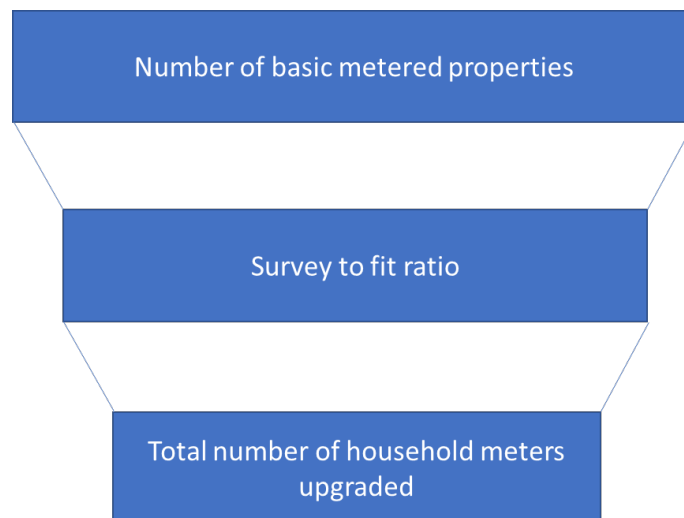 Number of basic metered properties
Survey to fit ratio
Total number of household meters
upgraded